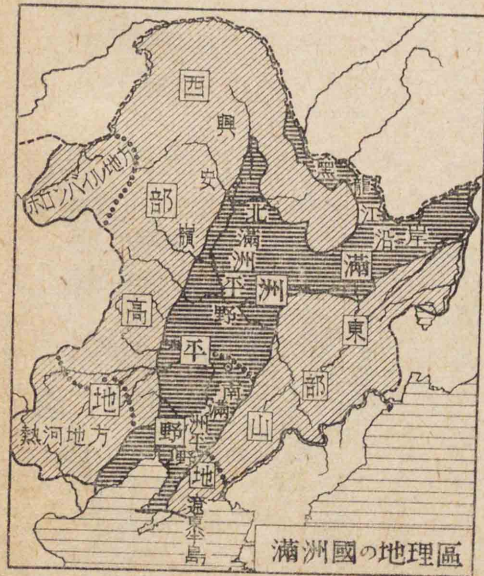 西部高地
興安嶺
ホロンバイル地方
熱河地方
滿洲平野
北滿洲平野
南滿洲平野
黑龍江沿岸
東部山地
遼東半島
滿洲國の地理區